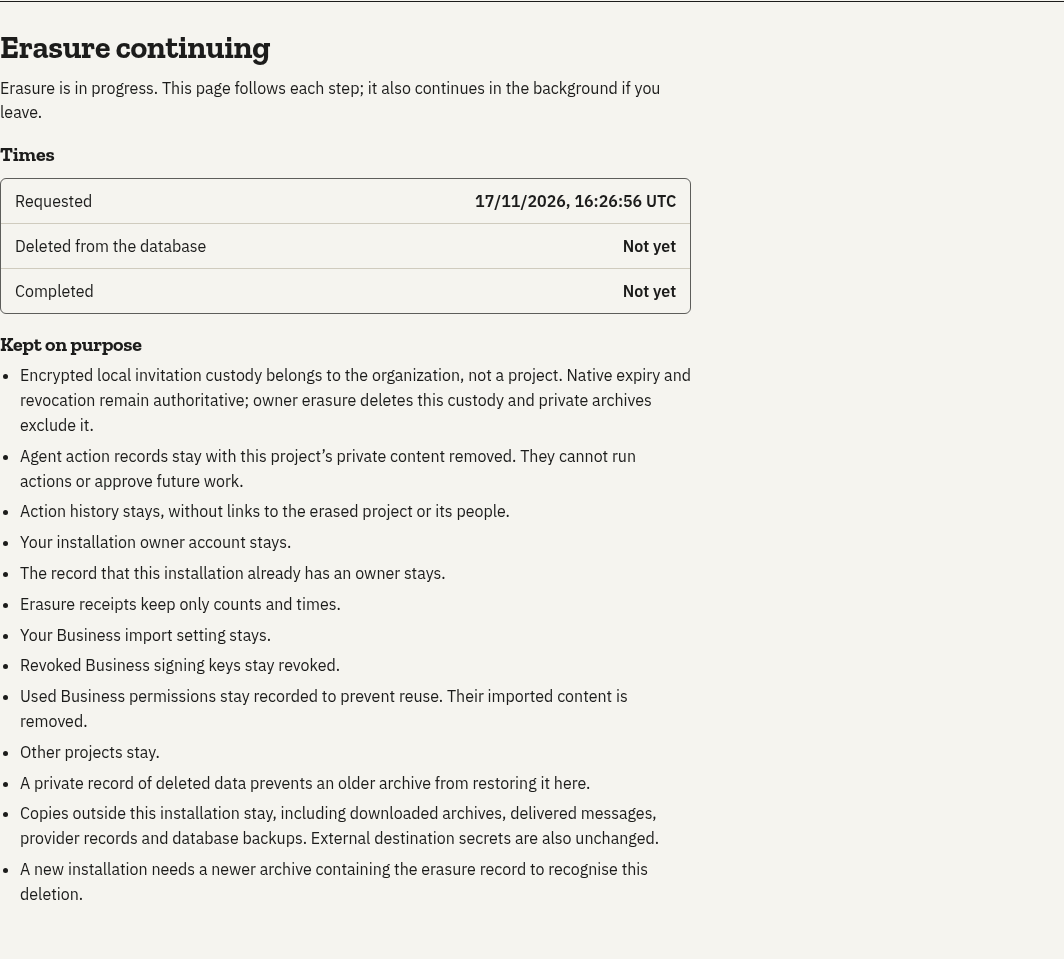 Erasure continuing
Erasure is in progress. This page follows each step; it also continues in the background if you
leave.
Times
Requested 17/11/2026, 16:26:56 UTC
Deleted from the database Not yet
Completed Not yet
Kept on purpose
• Encrypted local invitation custody belongs to the organization, not a project. Native expiry and
revocation remain authoritative; owner erasure deletes this custody and private archives
exclude it.
• Agent action records stay with this project’s private content removed. They cannot run
actions or approve future work.
• Action history stays, without links to the erased project or its people.
• Your installation owner account stays.
• The record that this installation already has an owner stays.
• Erasure receipts keep only counts and times.
• Your Business import setting stays.
• Revoked Business signing keys stay revoked.
• Used Business permissions stay recorded to prevent reuse. Their imported content is
removed.
• Other projects stay.
• A private record of deleted data prevents an older archive from restoring it here.
• Copies outside this installation stay, including downloaded archives, delivered messages,
provider records and database backups. External destination secrets are also unchanged.
• A new installation needs a newer archive containing the erasure record to recognise this
deletion.